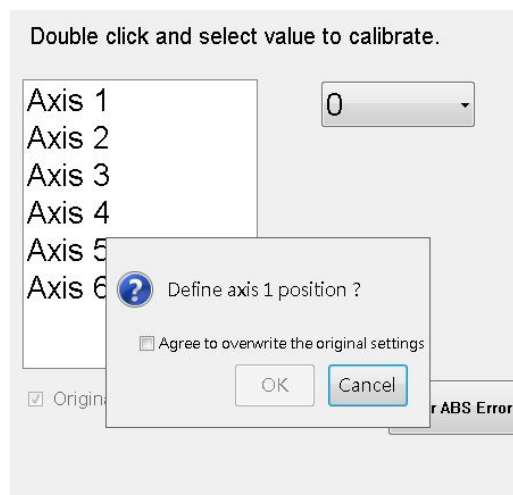 Double click and select value to calibrate.
Axis 1
0
Axis 2
Axis 3
Axis 4
Axis 5
Axis 6
Define axis 1 position ?
Agree to overwrite the original settings
OK
Cancel
ABS Error